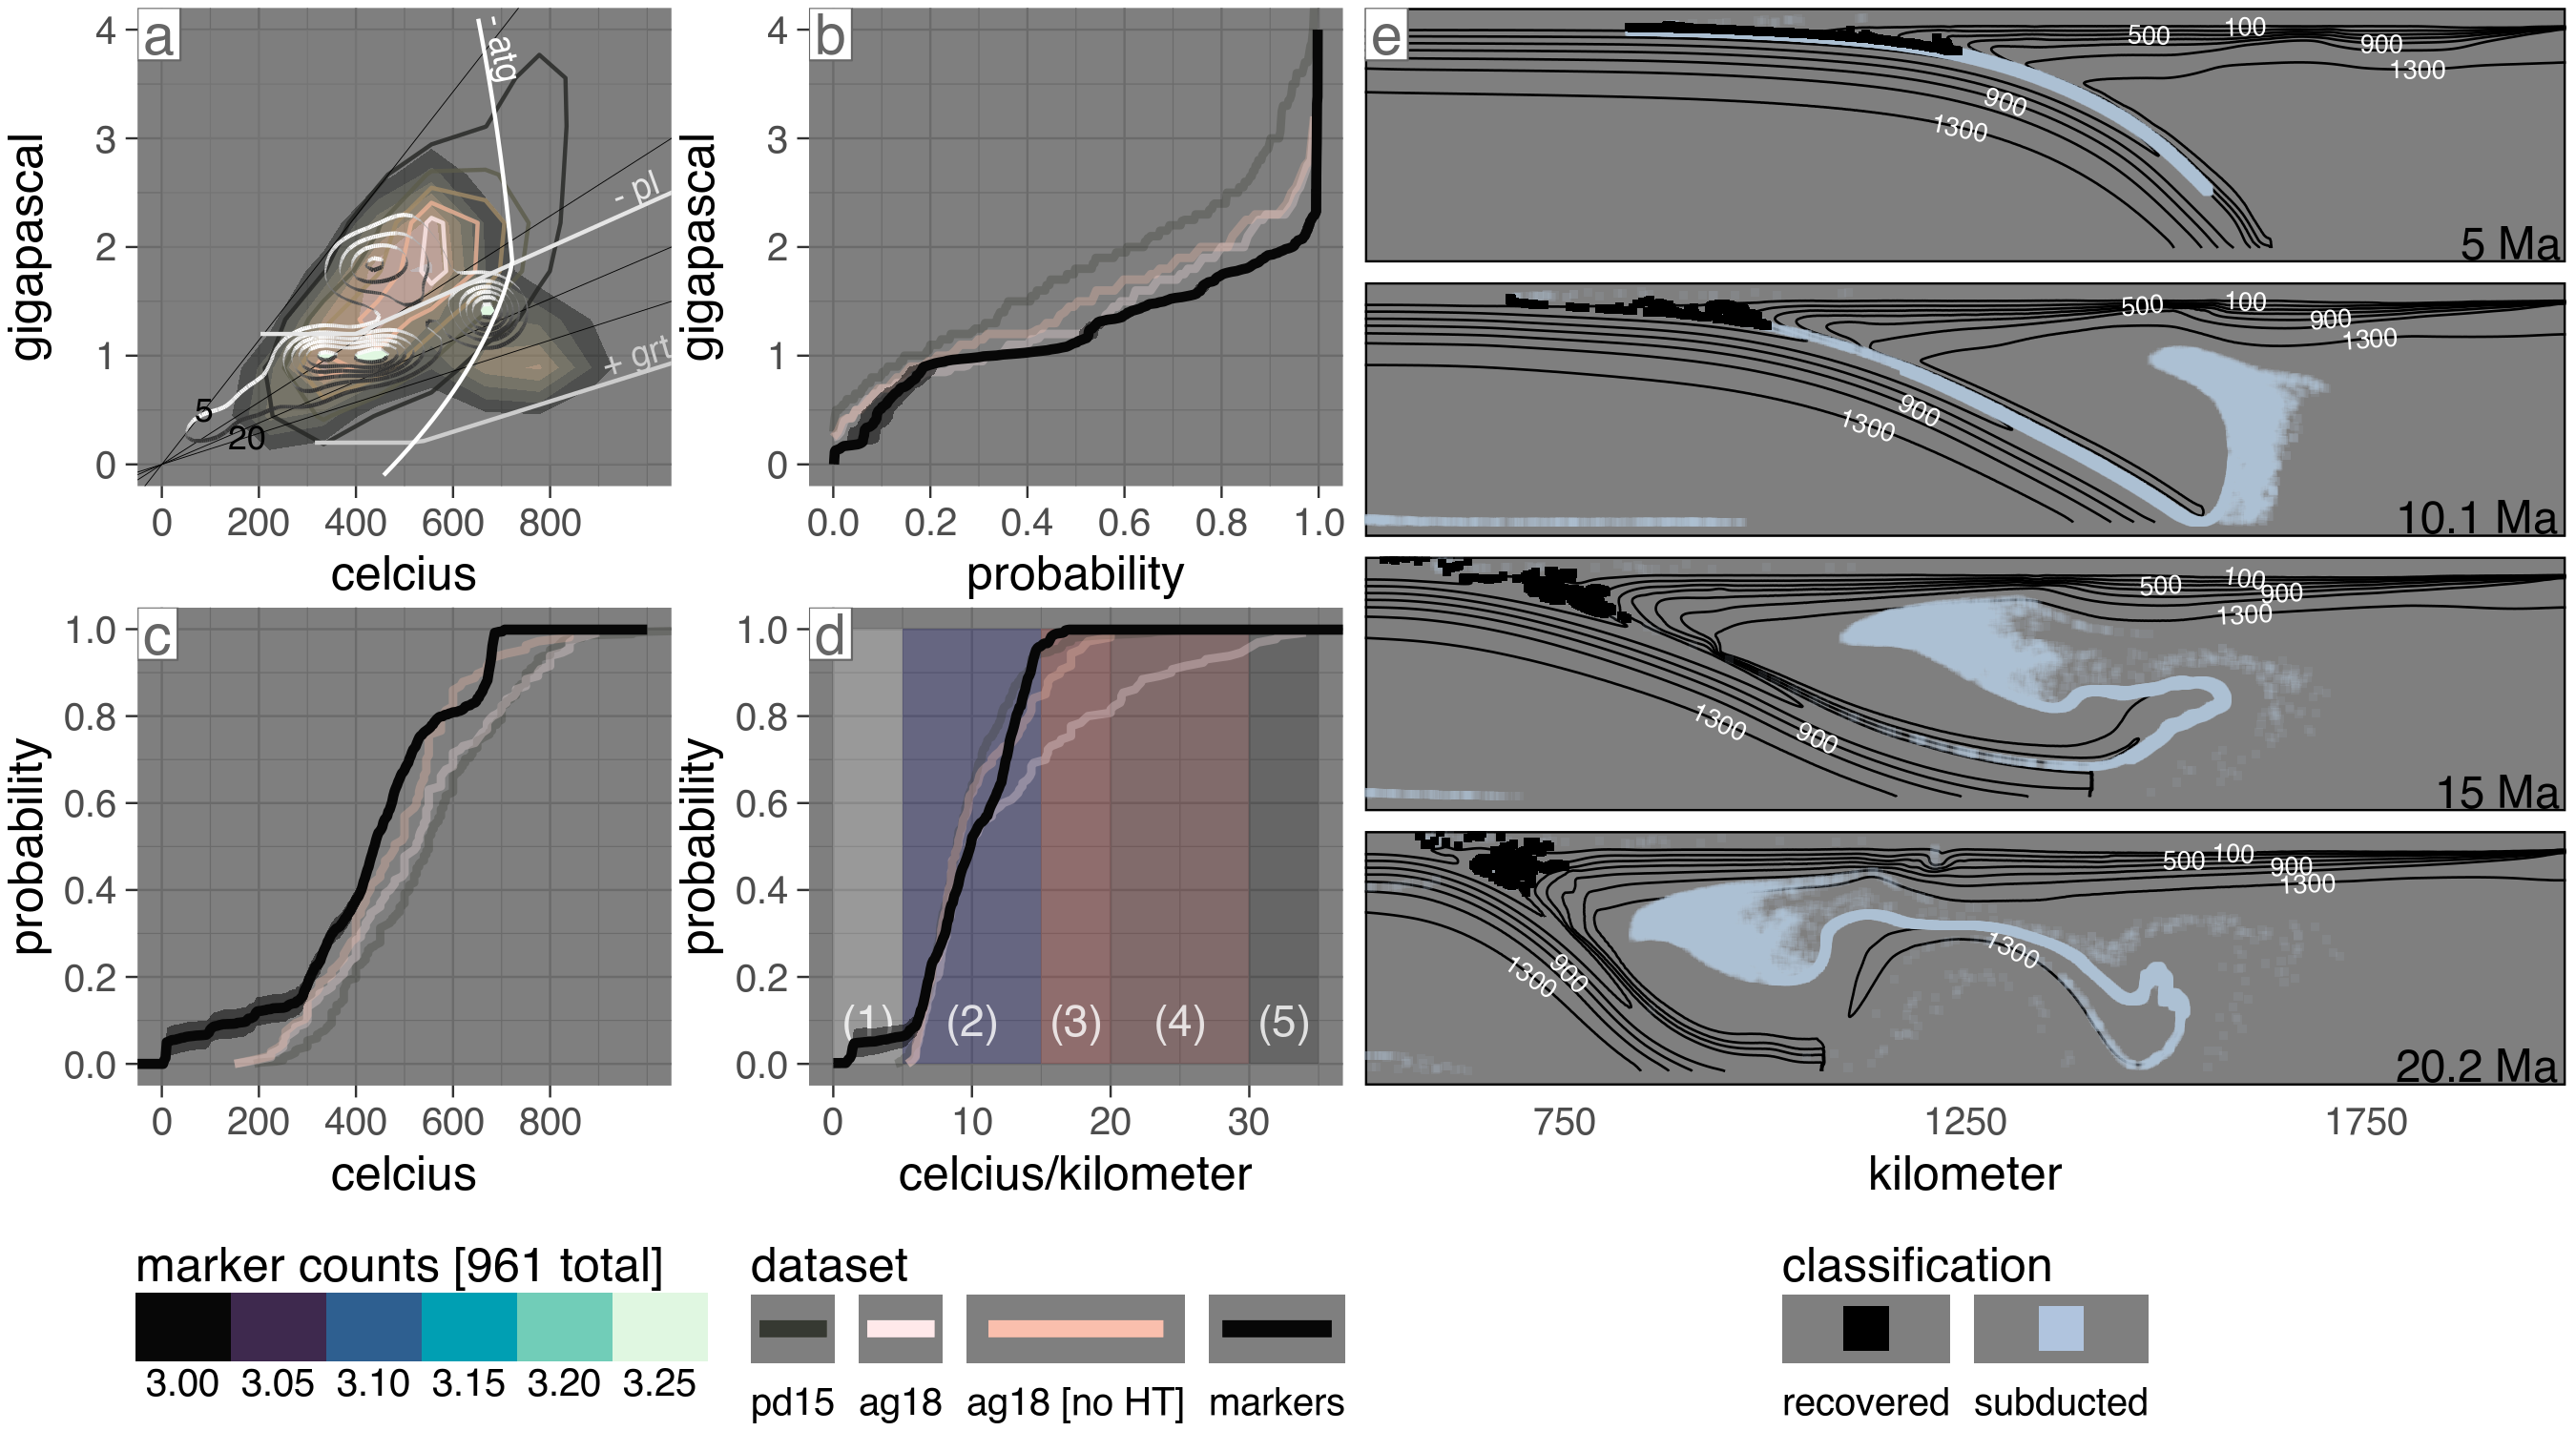 a
4
3
2
1
0
gigapascal
- atg
- pl
+ grt
5
20
0 200 400 600 800
celcius
b
4
3
2
1
0
gigapascal
0.0 0.2 0.4 0.6 0.8 1.0
probability
c
1.0
0.8
0.6
0.4
0.2
0.0
probability
0 200 400 600 800
celcius
d
1.0
0.8
0.6
0.4
0.2
0.0
probability
(1) (2) (3) (4) (5)
0 10 20 30
celcius/kilometer
e
500 100 900 1300
900
1300
5 Ma
500 100 900 1300
900
1300
10.1 Ma
500 100 900 1300
1300 900
15 Ma
500 100 900 1300
1300
900
1300
20.2 Ma
750 1250 1750
kilometer
marker counts [961 total]
3.00 3.05 3.10 3.15 3.20 3.25
dataset
pd15 ag18 ag18 [no HT] markers
classification
recovered subducted